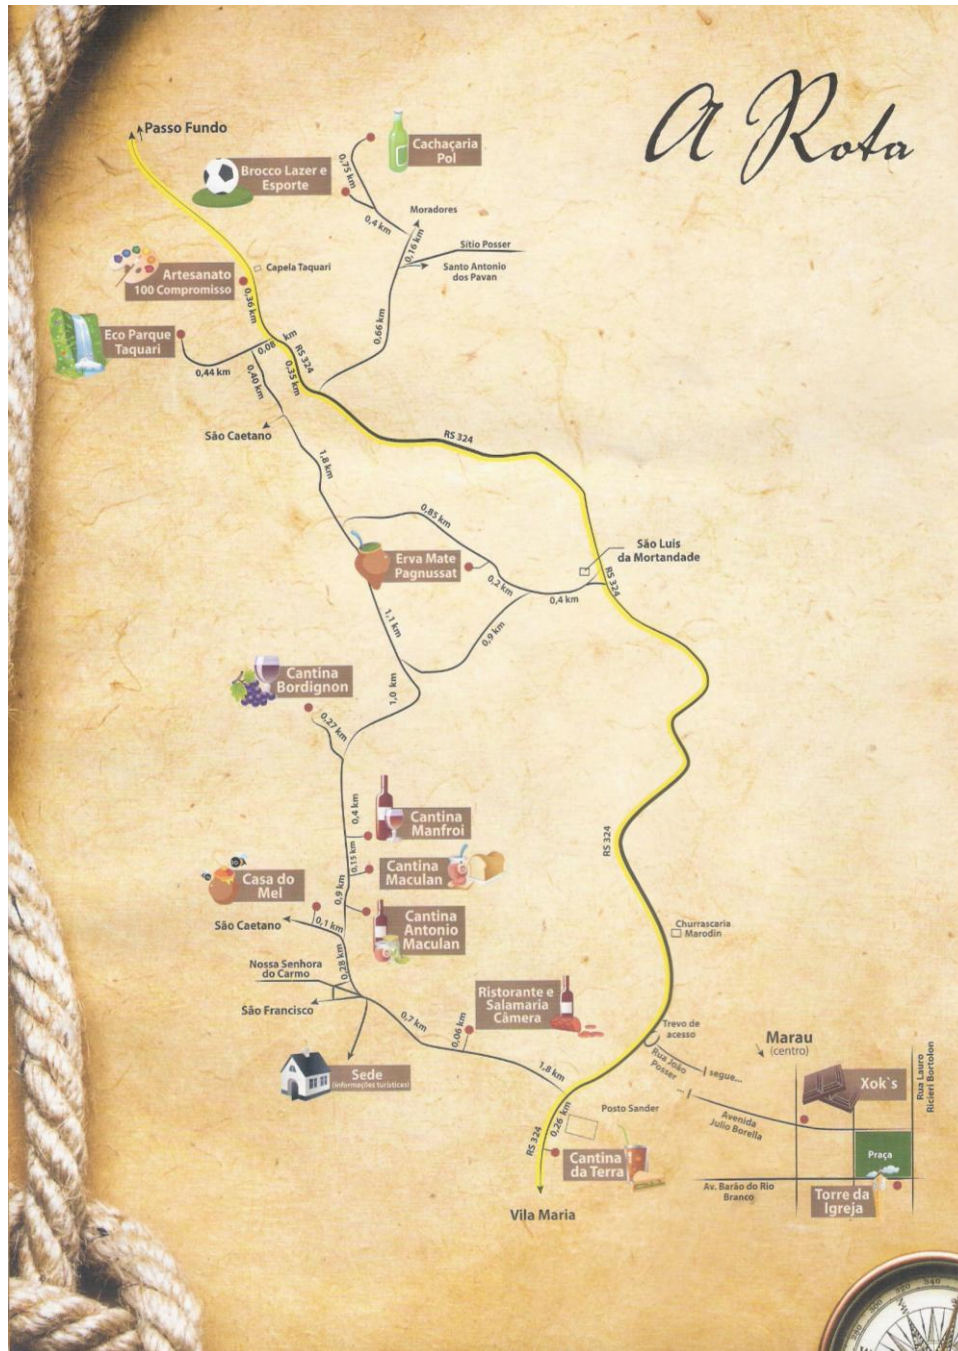 A Rota
Passo Fundo
Cachaçaria
Pol
Brocco Lazer e
Esporte
0,75 km
0,4 km
Moradores
0,16 km
Sítio Posser
Santo Antonio
dos Pavan
Capela Taquari
Artesanato
100 Compromisso
0,36 km
Eco Parque
Taquari
0,08 km
RS 324
0,35 km
0,66 km
0,44 km
0,40 km
São Caetano
RS 324
1,8 km
0,85 km
Erva Mate
Pagnussat
São Luis
da Mortandade
RS 324
0,2 km
0,4 km
1,1 km
0,9 km
Cantina
Bordignon
1,0 km
0,27 km
0,4 km
Cantina
Manfroi
RS 324
0,15 km
Cantina
Maculan
Casa do
Mel
0,9 km
Cantina
Antonio
Maculan
São Caetano
0,1 km
Churrascaria
Marodin
Nossa Senhora
do Carmo
0,28 km
São Francisco
Ristorante e
Salamaria
Câmera
0,7 km
0,06 km
Trevo de
acesso
Marau
(centro)
Rua João
Posser
segue...
Sede
(informações turísticas)
1,8 km
Xok`s
Rua Lauro
Ricieri Bortolon
0,26 km
Posto Sander
Avenida
Julio Borella
RS 324
Cantina
da Terra
Praça
Av. Barão do Rio
Branco
Torre da
Igreja
Vila Maria
280
300
320
340